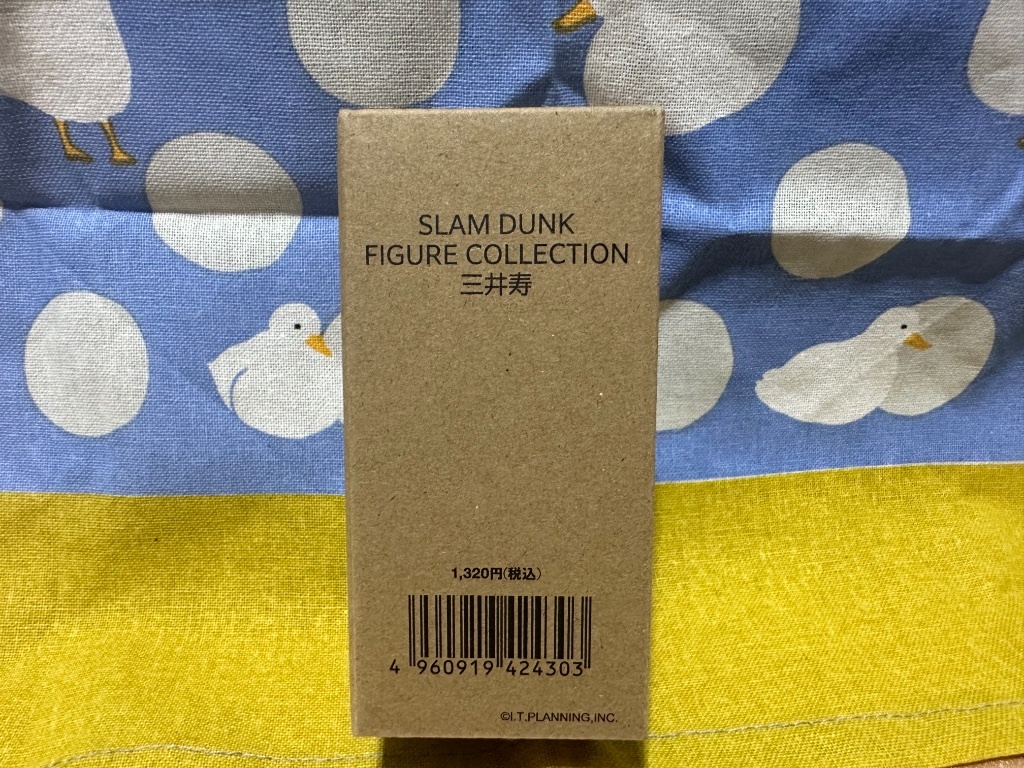 SLAM DUNK
FIGURE COLLECTION
三井寿
1,320円(税込)
4 960919 424303
©I.T.PLANNING,INC.